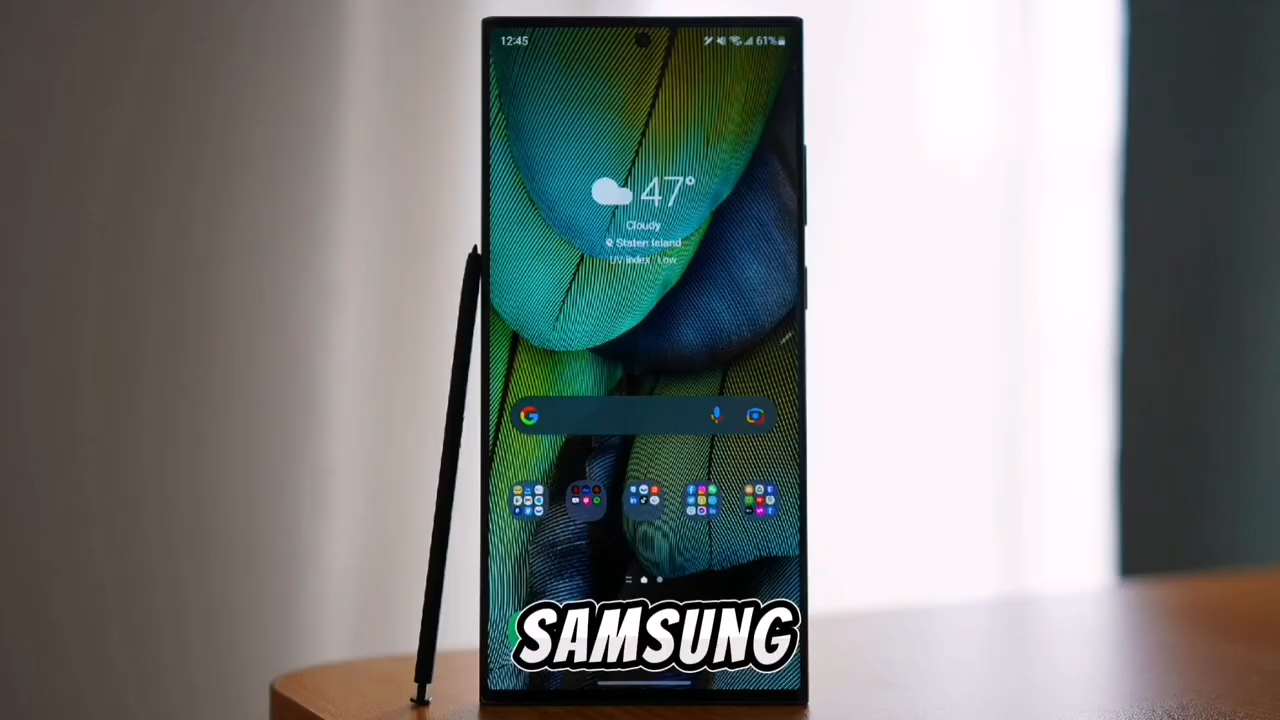 12:45
61%
47°
Cloudy
Staten Island
UV index : Low
SAMSUNG